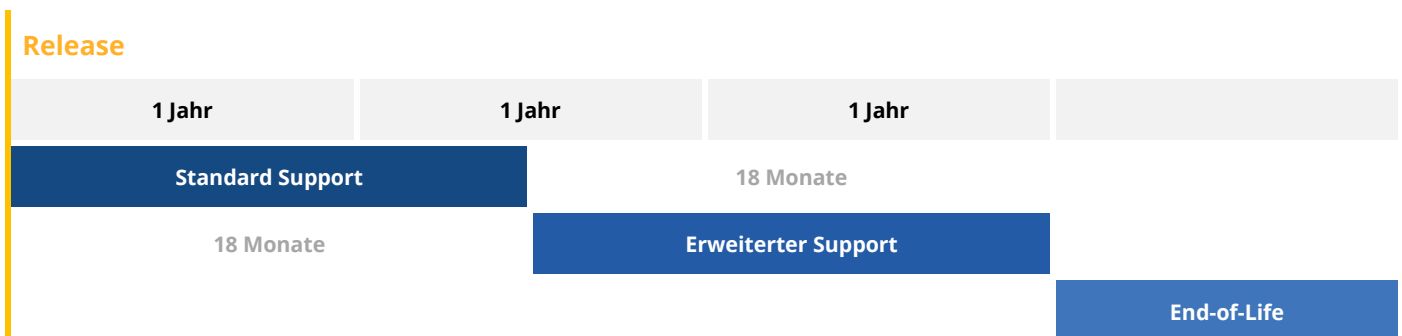 Release
1 Jahr 1 Jahr 1 Jahr
Standard Support 18 Monate
18 Monate Erweiterter Support
End-of-Life